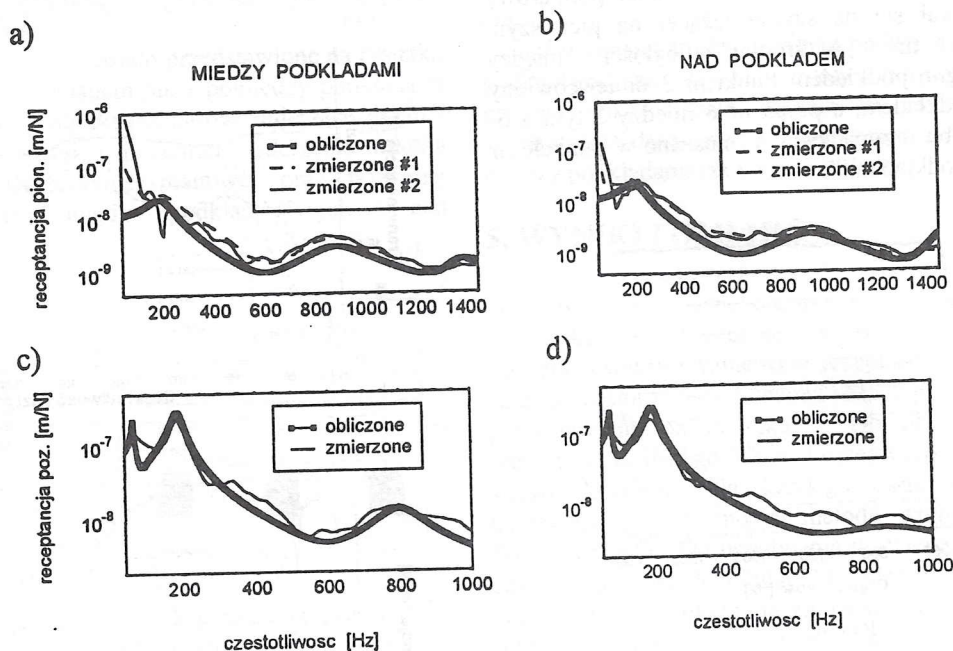 a)
MIEDZY PODKLADAMI
receptancja pion. [m/N]
10-6
10-7
10-8
10-9
obliczone
zmierzone #1
zmierzone #2
200 400 600 800 1000 1200 1400
b)
NAD PODKLADEM
10-6
10-7
10-8
10-9
obliczone
zmierzone #1
zmierzone #2
200 400 600 800 1000 1200 1400
c)
receptancja poz. [m/N]
10-7
10-8
obliczone
zmierzone
200 400 600 800 1000
czestotliwosc [Hz]
d)
10-7
10-8
obliczone
zmierzone
200 400 600 800 1000
czestotliwosc [Hz]